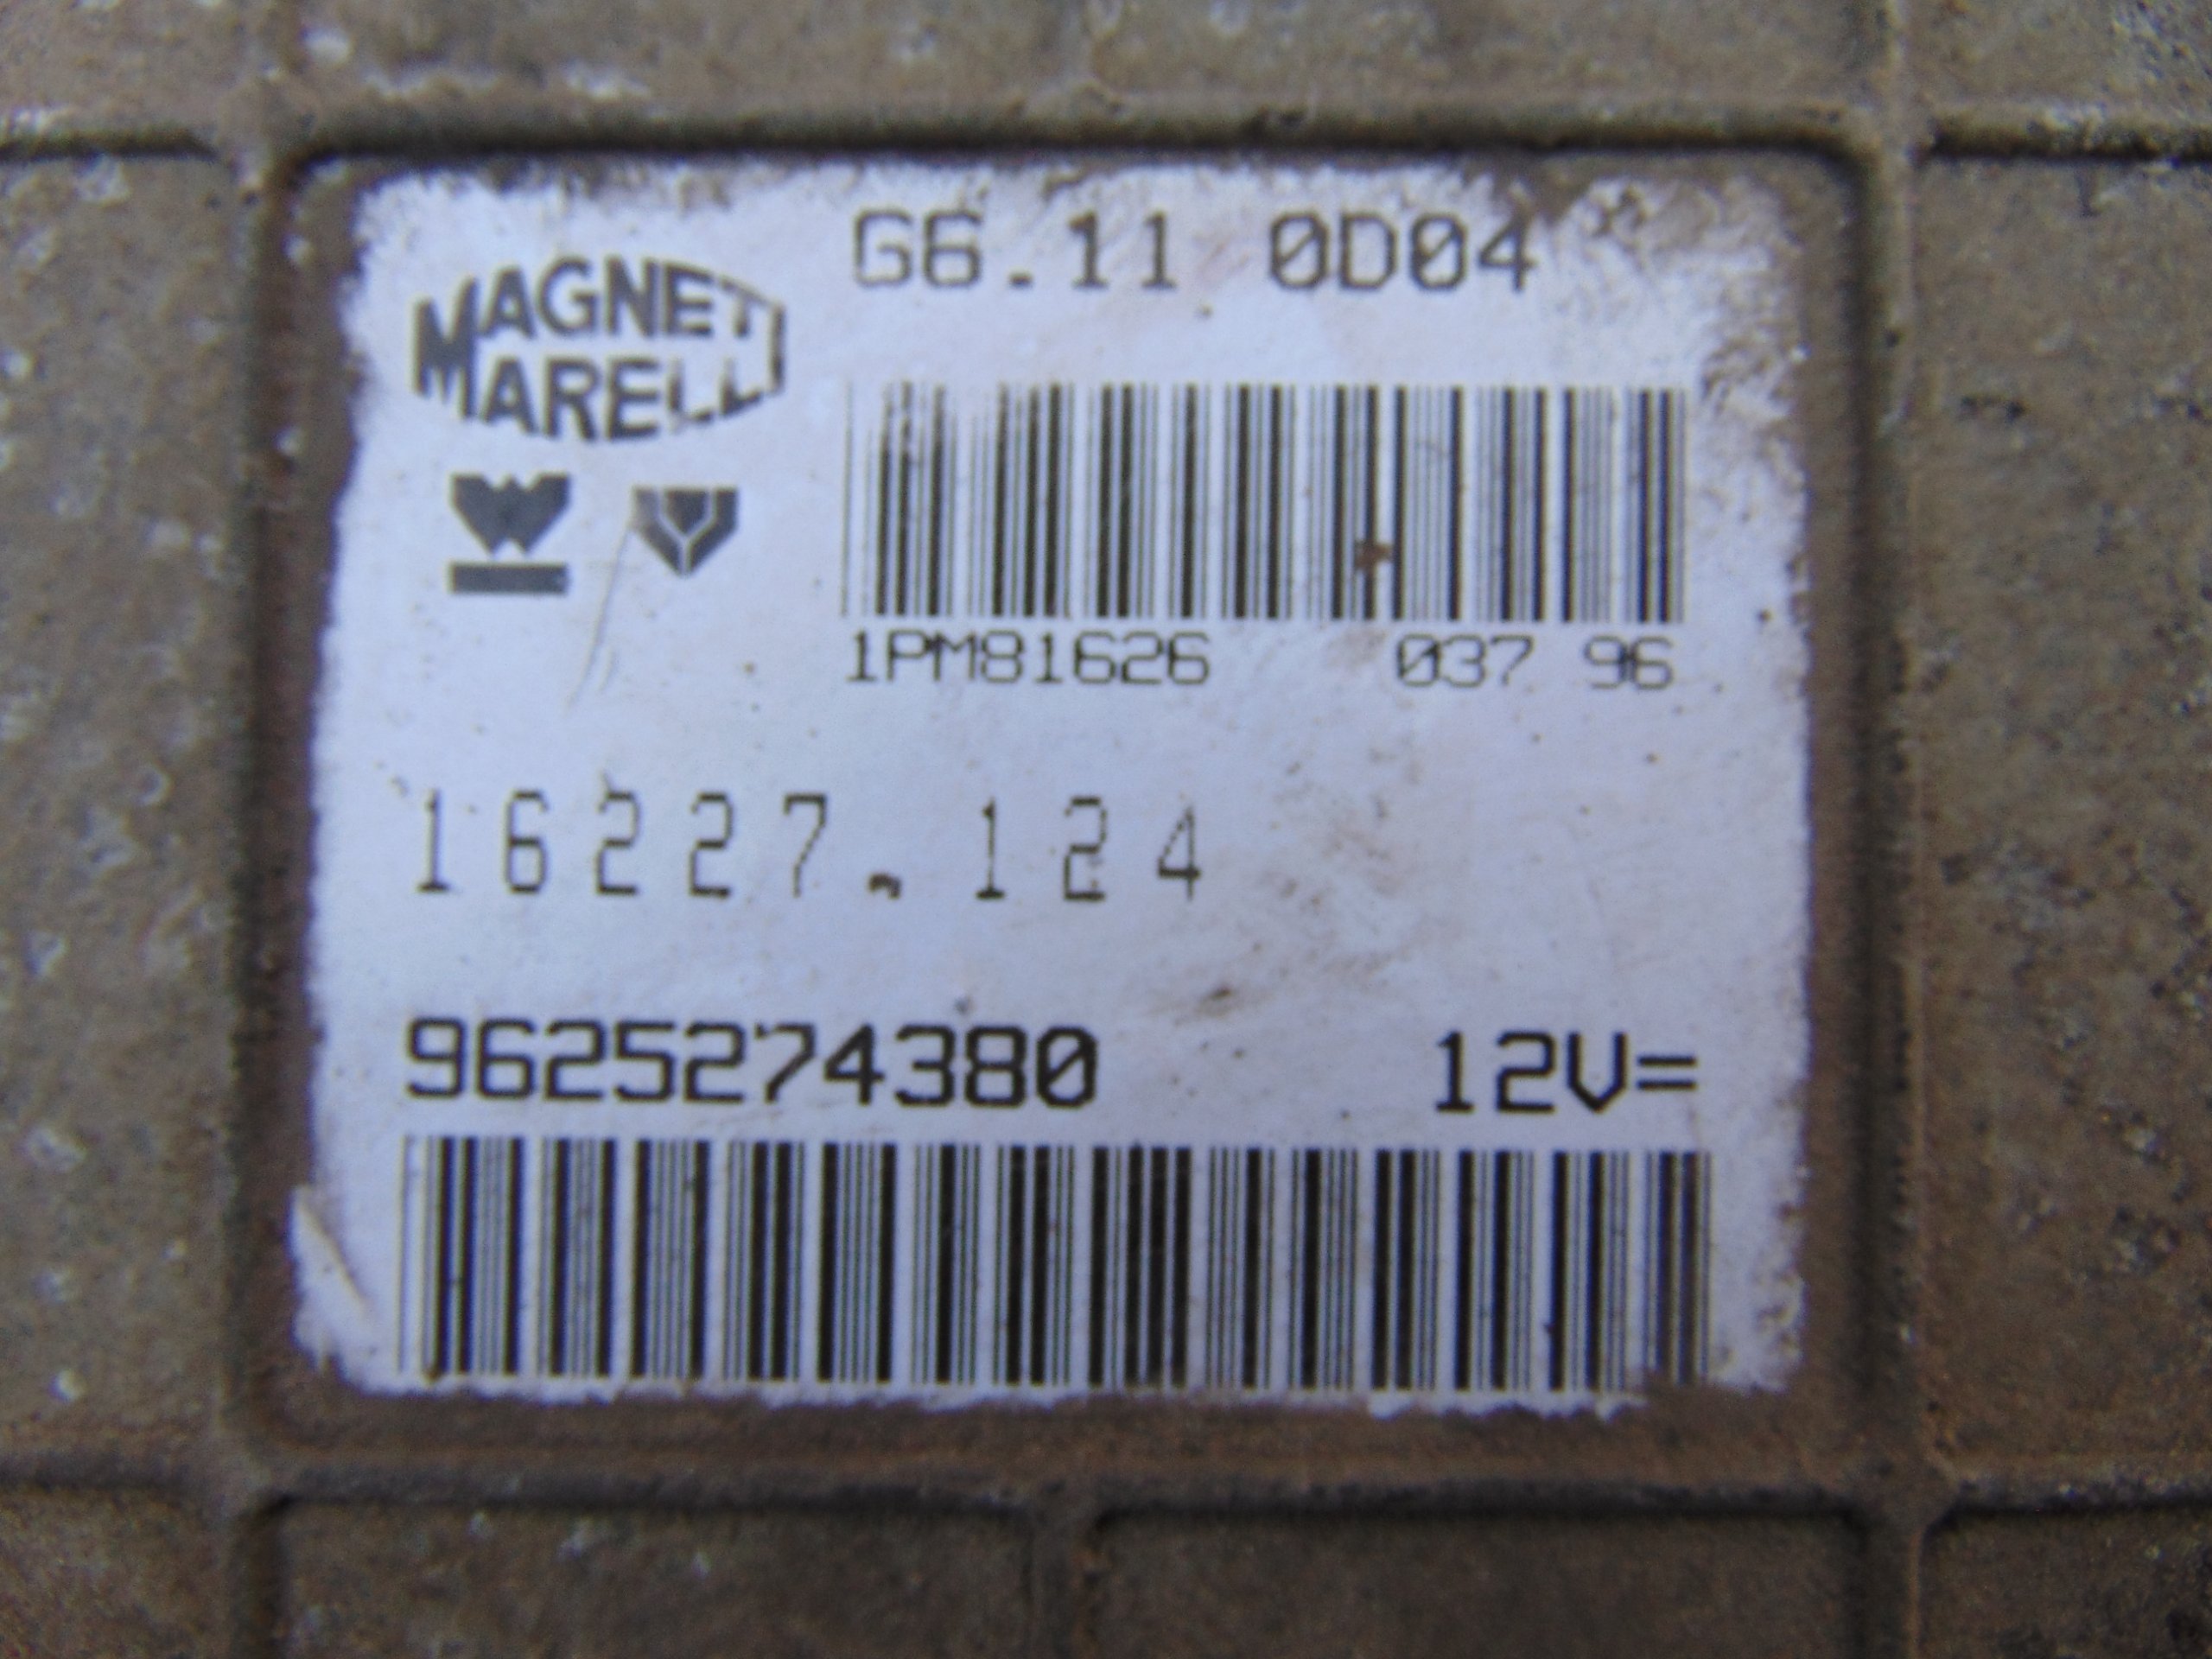 G6.11 0D04
MAGNETI
MARELLI
1PM81626 037 96
16227.124
9625274380 12V=